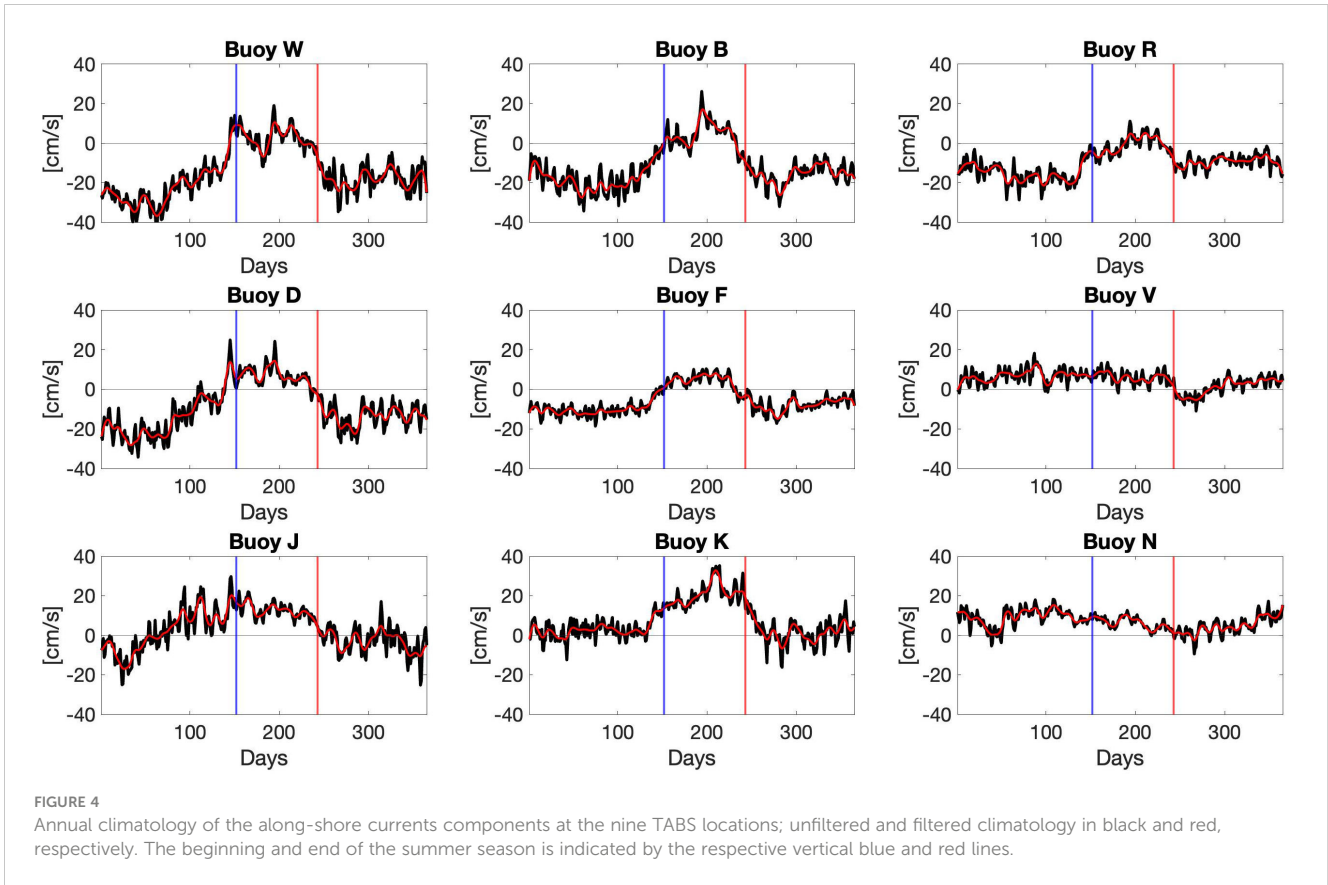 Buoy W
Buoy B
Buoy R
40
20
0
-20
-40
[cm/s]
100 200 300
Days
40
20
0
-20
-40
[cm/s]
100 200 300
Days
40
20
0
-20
-40
[cm/s]
100 200 300
Days
Buoy D
Buoy F
Buoy V
40
20
0
-20
-40
[cm/s]
100 200 300
Days
40
20
0
-20
-40
[cm/s]
100 200 300
Days
40
20
0
-20
-40
[cm/s]
100 200 300
Days
Buoy J
Buoy K
Buoy N
40
20
0
-20
-40
[cm/s]
100 200 300
Days
40
20
0
-20
-40
[cm/s]
100 200 300
Days
40
20
0
-20
-40
[cm/s]
100 200 300
Days
FIGURE 4
Annual climatology of the along-shore currents components at the nine TABS locations; unfiltered and filtered climatology in black and red,
respectively. The beginning and end of the summer season is indicated by the respective vertical blue and red lines.